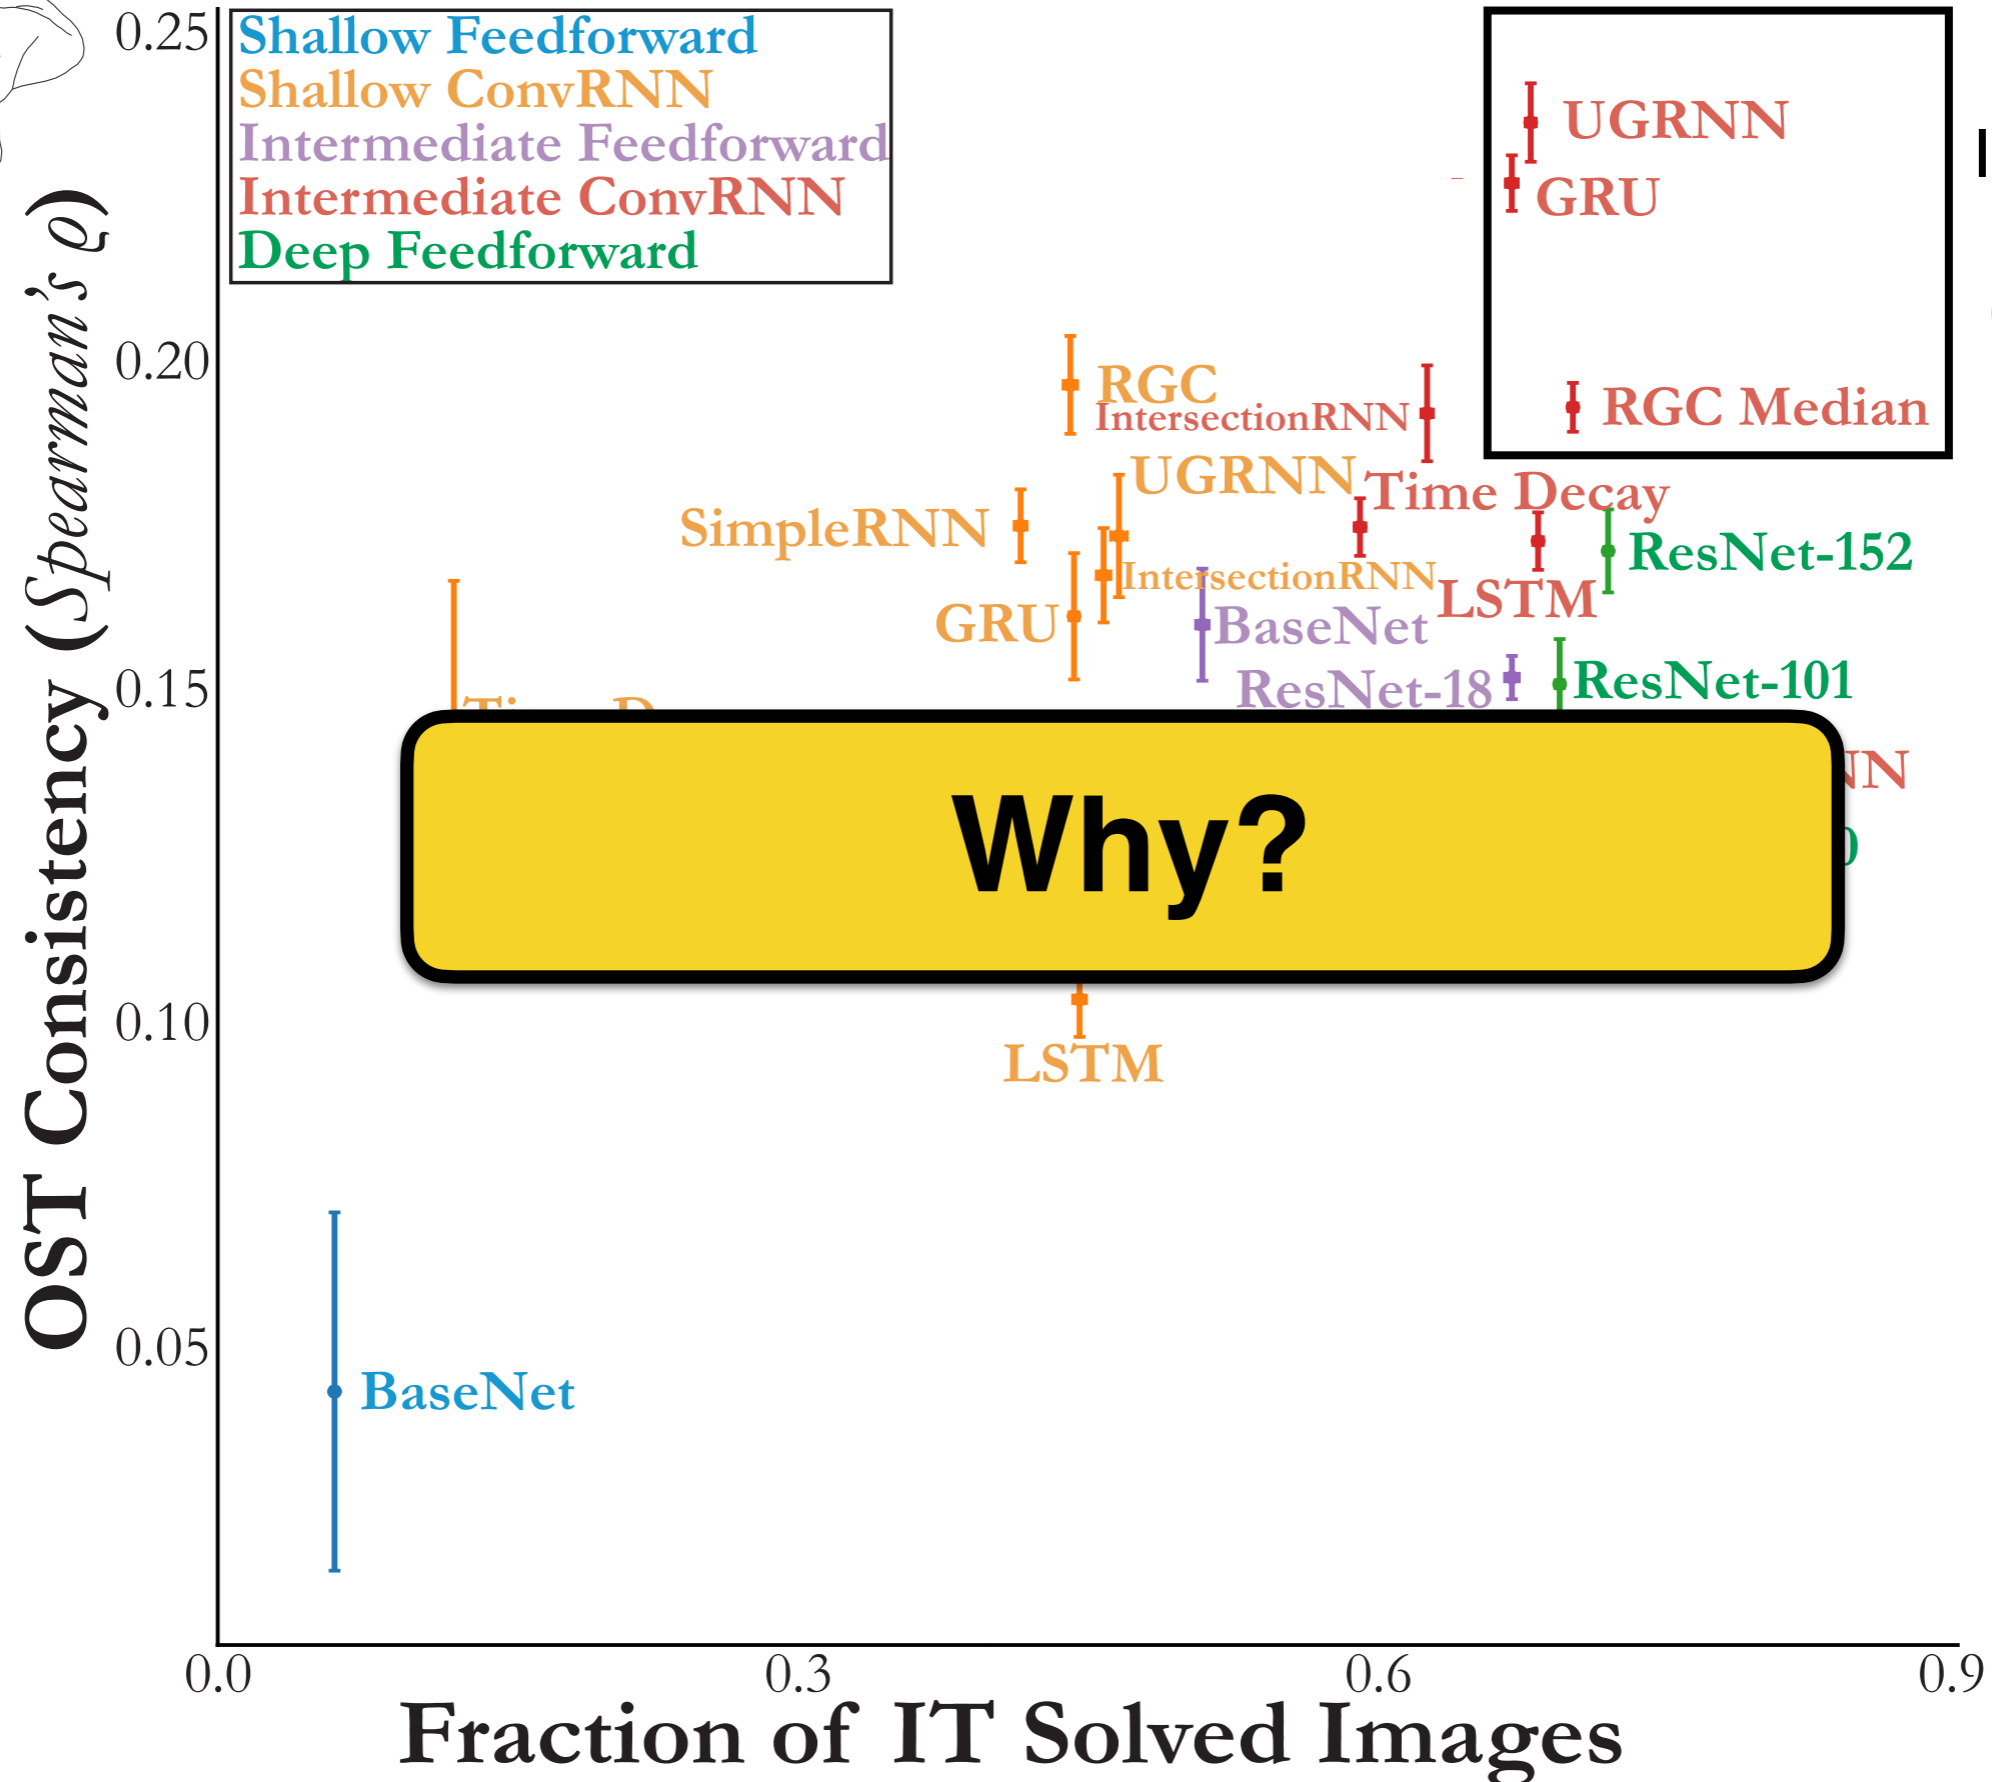 0.25
Shallow Feedforward
Shallow ConvRNN
Intermediate Feedforward
Intermediate ConvRNN
Deep Feedforward
UGRNN
GRU
0.20
RGC
IntersectionRNN
RGC Median
UGRNN
Time Decay
SimpleRNN
ResNet-152
IntersectionRNN
LSTM
GRU
BaseNet
0.15
ResNet-18
ResNet-101
Why?
0.10
LSTM
0.05
BaseNet
OST Consistency (Spearman's ϱ)
0.0
0.3
0.6
0.9
Fraction of IT Solved Images